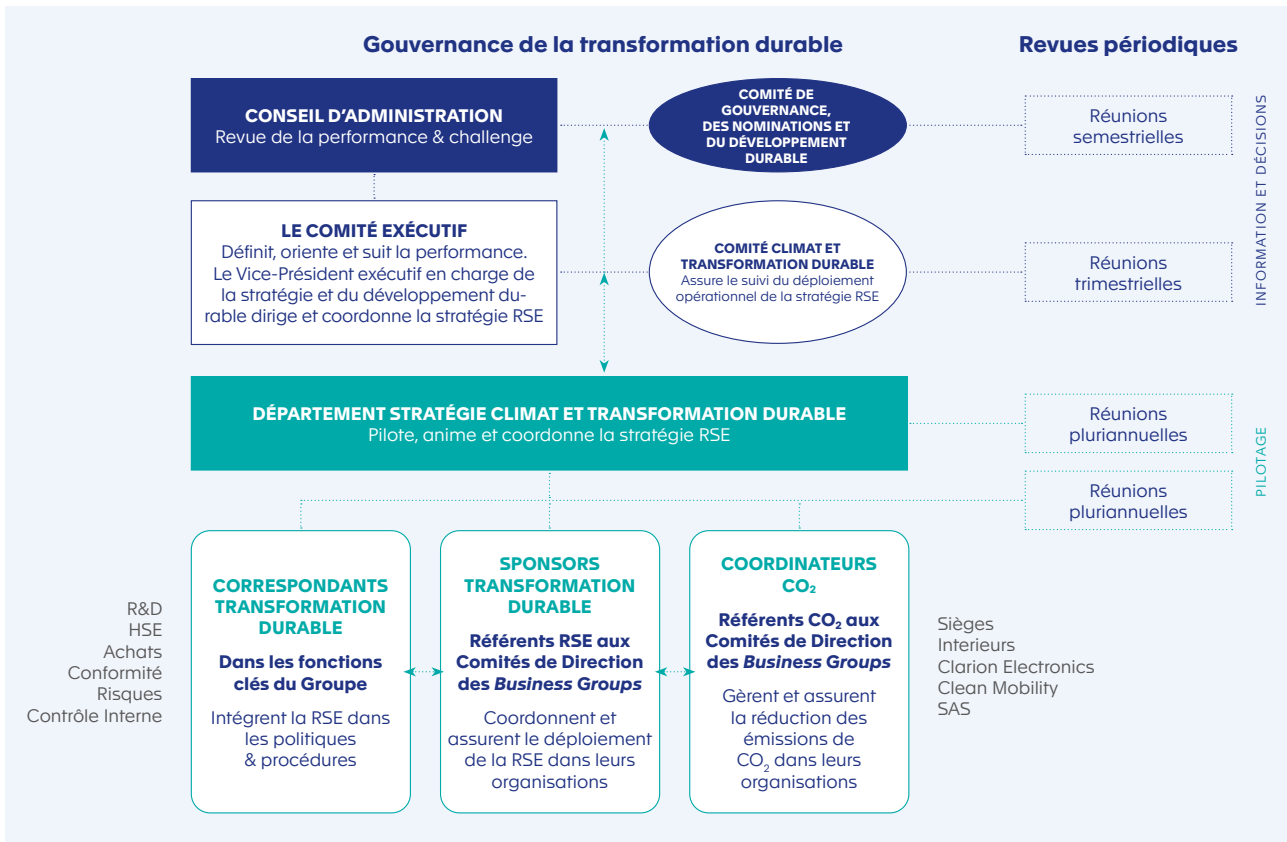 Gouvernance de la transformation durable
Revues périodiques
CONSEIL D'ADMINISTRATION
Revue de la performance & challenge
COMITÉ DE
GOUVERNANCE,
DES NOMINATIONS ET
DU DÉVELOPPEMENT
DURABLE
Réunions
semestrielles
LE COMITÉ EXÉCUTIF
Définit, oriente et suit la performance.
Le Vice-Président exécutif en charge de
la stratégie et du développement du-
rable dirige et coordonne la stratégie RSE
COMITÉ CLIMAT ET
TRANSFORMATION DURABLE
Assure le suivi du déploiement
opérationnel de la stratégie RSE
Réunions
trimestrielles
INFORMATION ET DÉCISIONS
DÉPARTEMENT STRATÉGIE CLIMAT ET TRANSFORMATION DURABLE
Pilote, anime et coordonne la stratégie RSE
Réunions
pluriannuelles
Réunions
pluriannuelles
PILOTAGE
R&D
HSE
Achats
Conformité
Risques
Contrôle Interne
CORRESPONDANTS
TRANSFORMATION
DURABLE
Dans les fonctions
clés du Groupe
Intégrent la RSE dans
les politiques
& procédures
SPONSORS
TRANSFORMATION
DURABLE
Référents RSE aux
Comités de Direction
des Business Groups
Coordonnent et
assurent le déploiement
de la RSE dans leurs
organisations
COORDINATEURS
CO₂
Référents CO₂ aux
Comités de Direction
des Business Groups
Gèrent et assurent
la réduction des
émissions de
CO₂ dans leurs
organisations
Sièges
Interieurs
Clarion Electronics
Clean Mobility
SAS